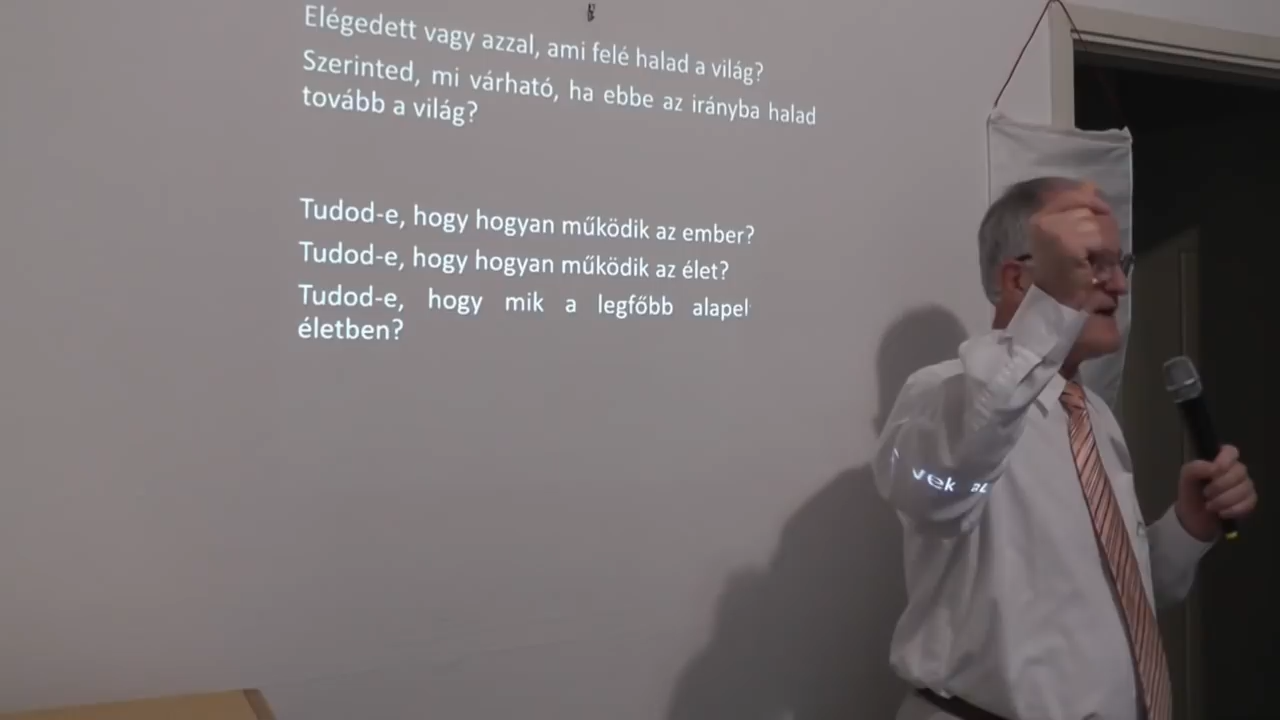 Elégedett vagy azzal, ami felé halad a világ?
Szerinted, mi várható, ha ebbe az irányba halad
tovább a világ?
Tudod-e, hogy hogyan működik az ember?
Tudod-e, hogy hogyan működik az élet?
Tudod-e, hogy mik a legfőbb alapel vek az
életben?